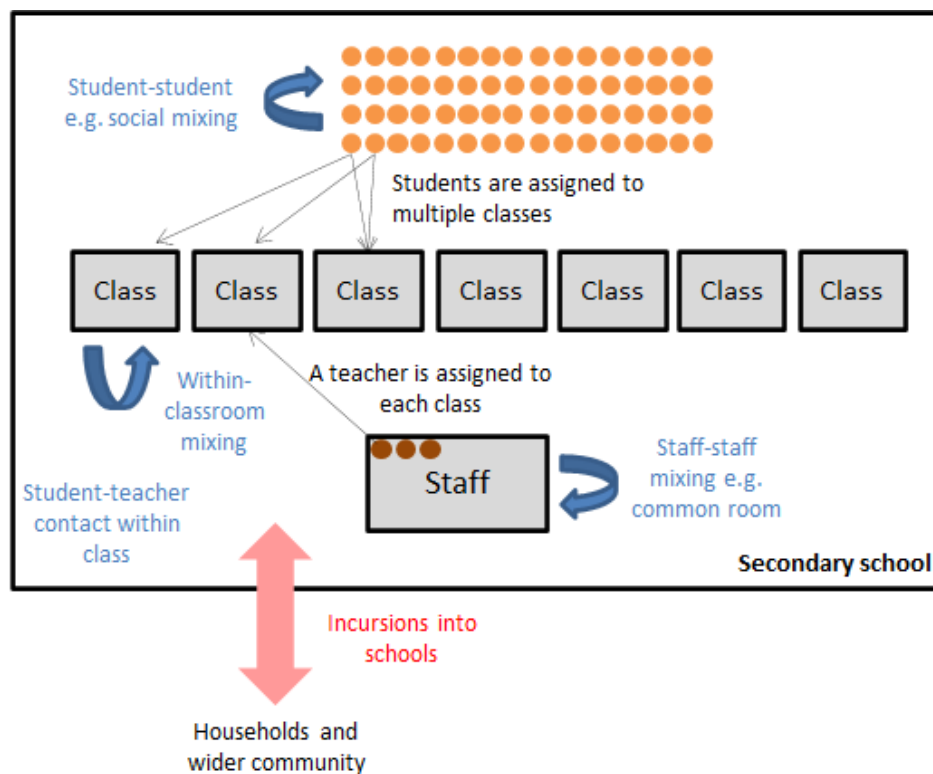 Student-student
e.g. social mixing
Students are assigned to
multiple classes
Class
Class
Class
Class
Class
Class
Class
Within-
classroom
mixing
A teacher is assigned to
each class
Staff
Staff-staff
mixing e.g.
common room
Student-teacher
contact within
class
Secondary school
Incursions into
schools
Households and
wider community